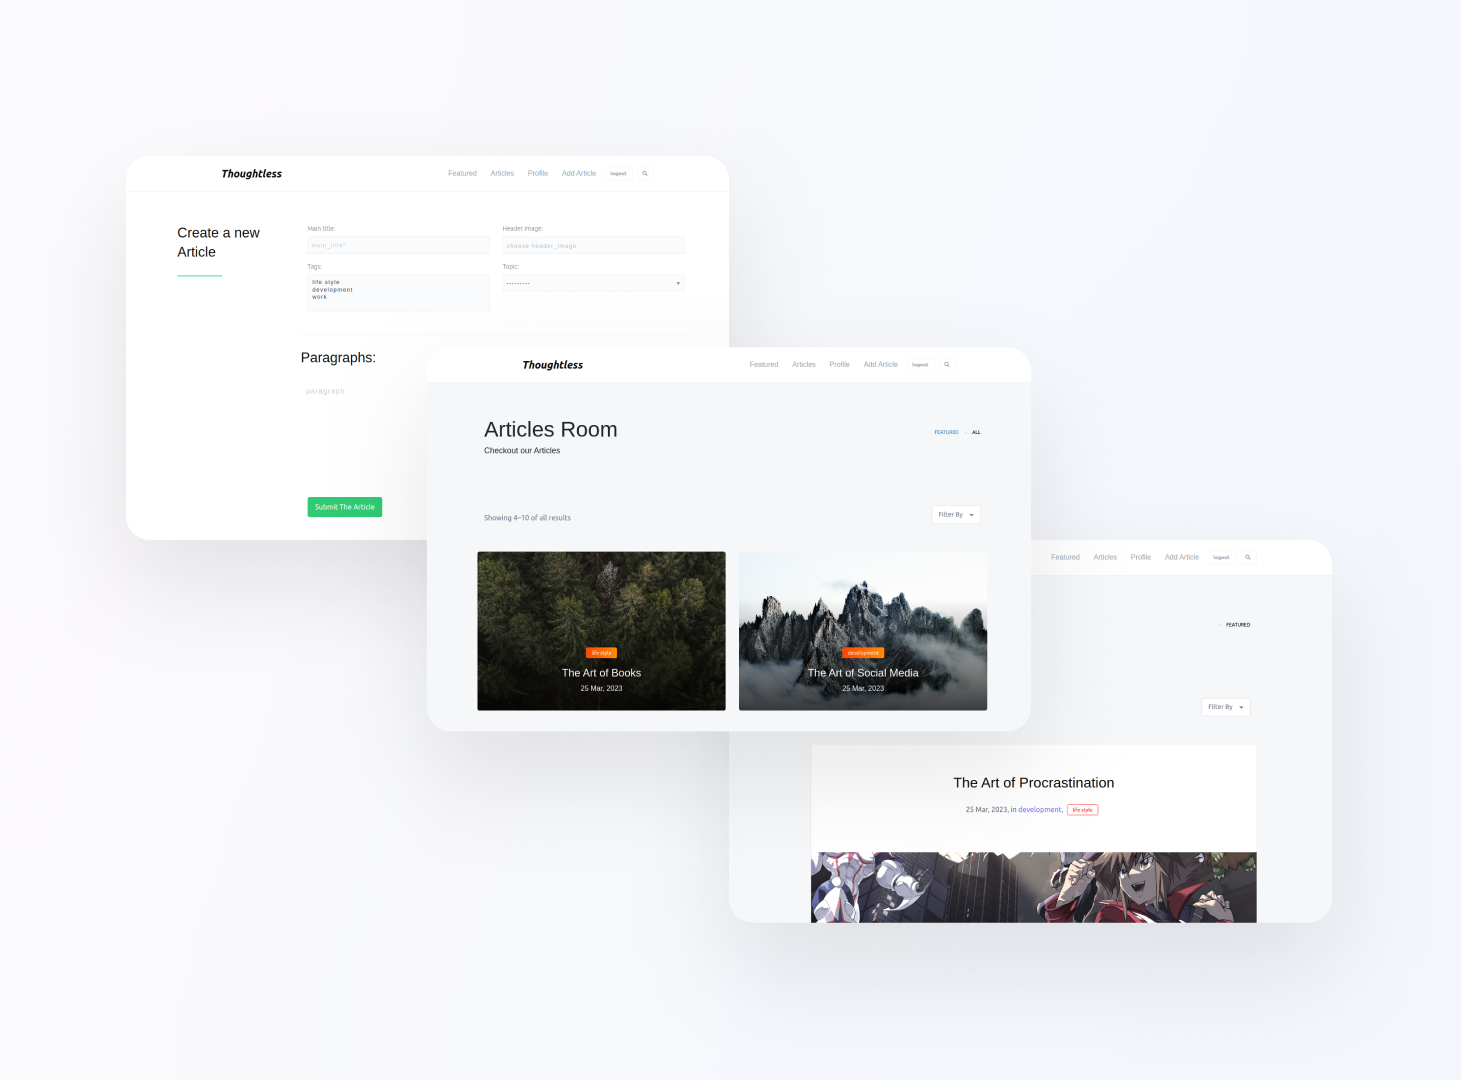 Thoughtless
Featured Articles Profile Add Article logout
Create a new
Article
Main title:
main_title*
Header image:
choose header_image
Tags:
life style
development
work
Topic:
---------
Paragraphs:
paragraph
Submit The Article
Thoughtless
Featured Articles Profile Add Article logout
Articles Room
Checkout our Articles
FEATURED ALL
Showing 4–10 of all results
Filter By
life style
The Art of Books
25 Mar, 2023
development
The Art of Social Media
25 Mar, 2023
Featured Articles Profile Add Article logout
FEATURED
Filter By
The Art of Procrastination
25 Mar, 2023, in development, life style